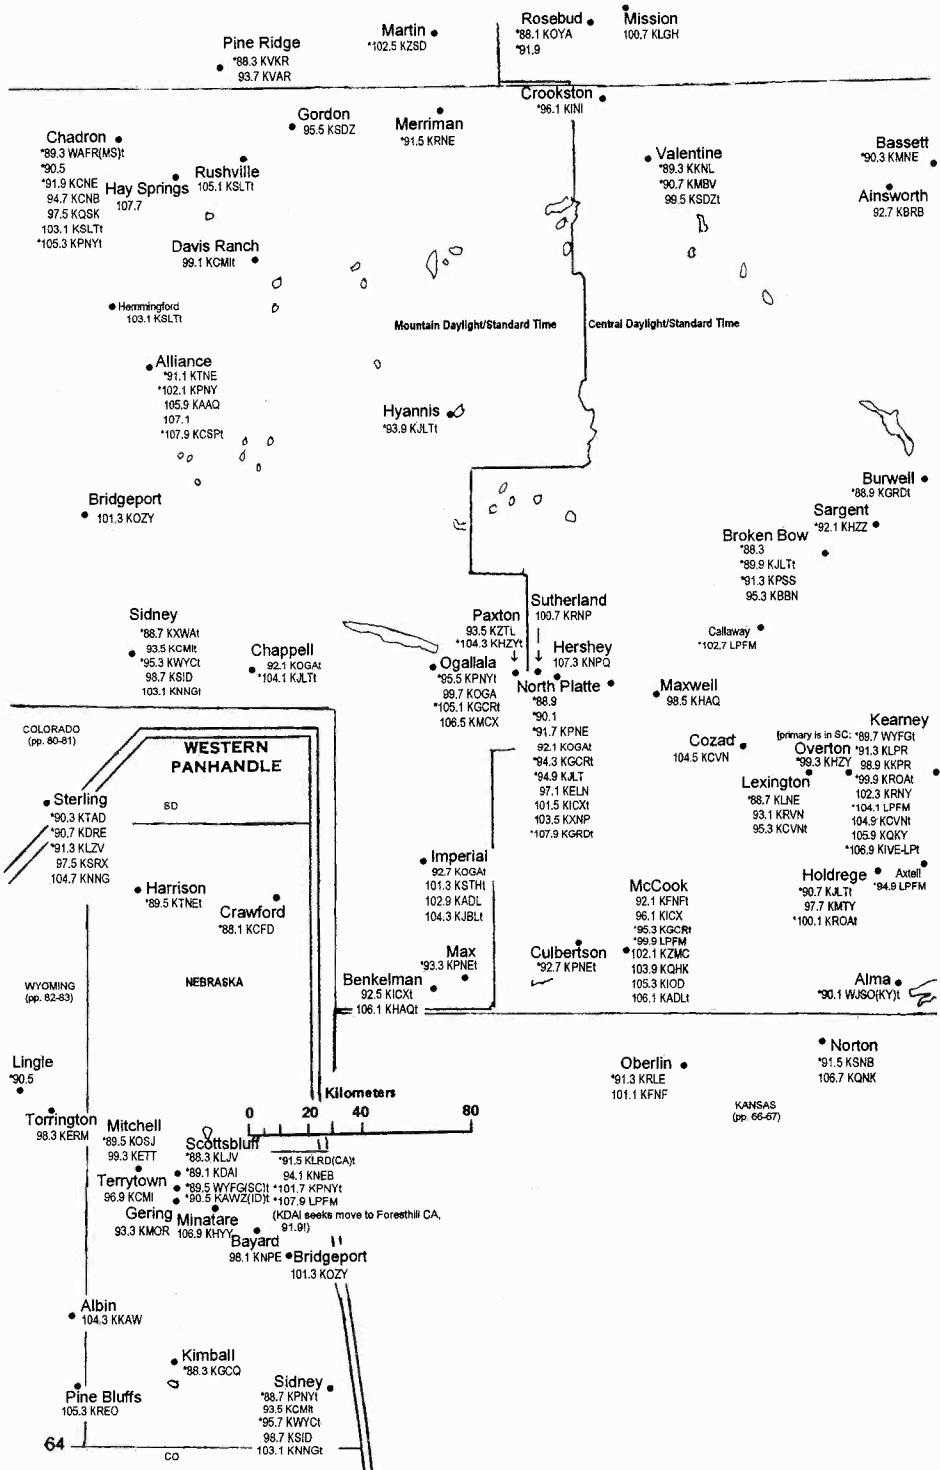 Pine Ridge
*88.3 KVKR
93.7 KVAR
Martin
*102.5 KZSD
Rosebud
*88.1 KOYA
*91.9
Mission
100.7 KLGH
Crookston
*96.1 KINI
Gordon
95.5 KSDZ
Merriman
*91.5 KRNE
Chadron
*89.3 WAFR(MS)t
*90.5
*91.9 KCNE
94.7 KCNB
97.5 KQSK
103.1 KSLTt
*105.3 KPNYt
Hay Springs
107.7
Rushville
105.1 KSLTt
Valentine
*89.3 KKNL
*90.7 KMBV
99.5 KSDZt
Bassett
*90.3 KMNE
Ainsworth
92.7 KBRB
Davis Ranch
99.1 KCMIt
Hemmingford
103.1 KSLTt
Mountain Daylight/Standard Time
Central Daylight/Standard Time
Alliance
*91.1 KTNE
*102.1 KPNY
105.9 KAAQ
107.1
*107.9 KCSPt
Hyannis
*93.9 KJLTt
Bridgeport
101.3 KOZY
Burwell
*88.9 KGRDt
Sargent
*92.1 KHZZ
Broken Bow
*88.3
*89.9 KJLTt
*91.3 KPSS
95.3 KBBN
Sidney
*88.7 KXWAt
93.5 KCMIt
*95.3 KWYCt
98.7 KSID
103.1 KNNGt
Chappell
92.1 KOGAt
*104.1 KJLTt
Paxton
93.5 KZTL
*104.3 KHZYt
Sutherland
100.7 KRNP
Hershey
107.3 KNPQ
Callaway
*102.7 LPFM
Ogallala
*95.5 KPNYt
99.7 KOGA
*105.1 KGCRt
106.5 KMCX
North Platte
*88.9
*90.1
*91.7 KPNE
92.1 KOGAt
*94.3 KGCRt
*94.9 KJLT
97.1 KELN
101.5 KICXt
103.5 KXNP
*107.9 KGRDt
Maxwell
98.5 KHAQ
Cozad
104.5 KCVN
Kearney
(primary is in SC: *89.7 WYFGt
*91.3 KLPR
98.9 KKPR
*99.9 KROAt
102.3 KRNY
*104.1 LPFM
104.9 KCVNt
105.9 KQKY
*106.9 KIVE-LPt
Overton
*99.3 KHZY
Lexington
*88.7 KLNE
93.1 KRVN
95.3 KCVNt
COLORADO
(pp. 80-81)
WESTERN
PANHANDLE
Sterling
*90.3 KTAD
*90.7 KDRE
*91.3 KLZV
97.5 KSRX
104.7 KNNG
SD
Harrison
*89.5 KTNEt
Crawford
*88.1 KCFD
Imperial
92.7 KOGAt
101.3 KSTHt
102.9 KADL
104.3 KJBLt
McCook
92.1 KFNFt
96.1 KICX
*95.3 KGCRt
*99.9 LPFM
102.1 KZMC
103.9 KQHK
105.3 KIOD
106.1 KADLt
Holdrege
*90.7 KJLTt
97.7 KMTY
*100.1 KROAt
Axtell
*94.9 LPFM
Max
*93.3 KPNEt
Culbertson
*92.7 KPNEt
Benkelman
92.5 KICXt
106.1 KHAQt
Alma
*90.1 WJSO(KY)t
WYOMING
(pp. 82-83)
NEBRASKA
Oberlin
*91.3 KRLE
101.1 KFNF
Norton
*91.5 KSNB
106.7 KQNK
KANSAS
(pp. 66-67)
Lingle
*90.5
Torrington
98.3 KERM
Kilometers
0 20 40 80
Mitchell
*89.5 KOSJ
99.3 KETT
Scottsbluff
*88.3 KLJV
*89.1 KDAI
*89.5 WYFG(SC)t
*90.5 KAWZ(ID)t
*91.5 KLRD(CA)t
94.1 KNEB
*101.7 KPNYt
*107.9 LPFM
(KDAI seeks move to Foresthill CA,
91.9!)
Terrytown
96.9 KCMI
Gering
93.3 KMOR
Minatare
106.9 KHYY
Bayard
98.1 KNPE
Bridgeport
101.3 KOZY
Albin
104.3 KKAW
Kimball
*88.3 KGCQ
Pine Bluffs
105.3 KREO
Sidney
*88.7 KPNYt
93.5 KCMIt
*95.7 KWYCt
98.7 KSID
103.1 KNNGt
64
CO